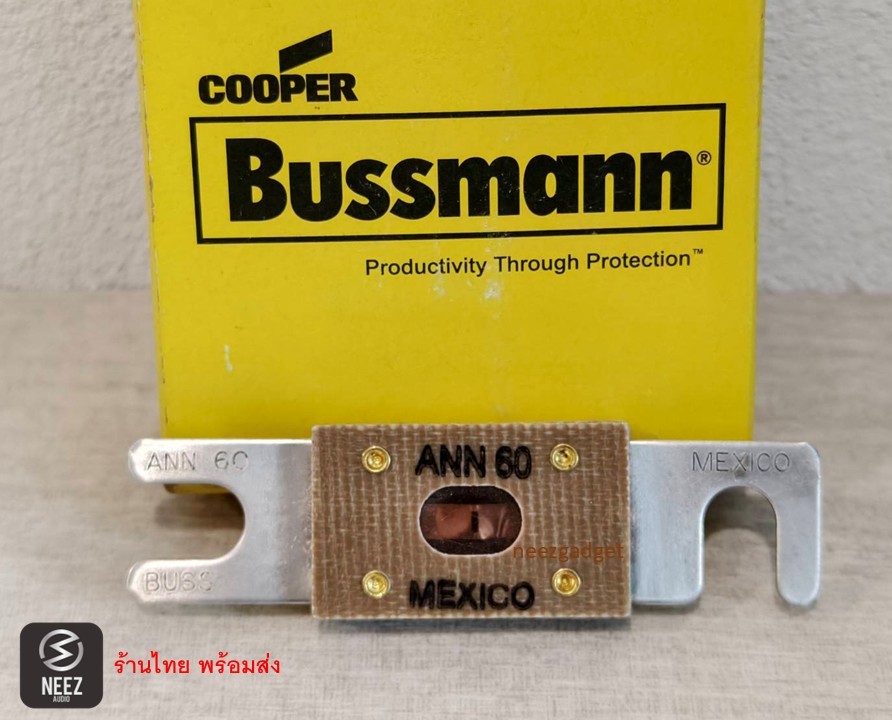 COOPER
Bussmann®
Productivity Through Protection™
ANN 60
ANN 60
MEXICO
neezgadget
BUSS
MEXICO
NEEZ
AUDIO
ร้านไทย พร้อมส่ง